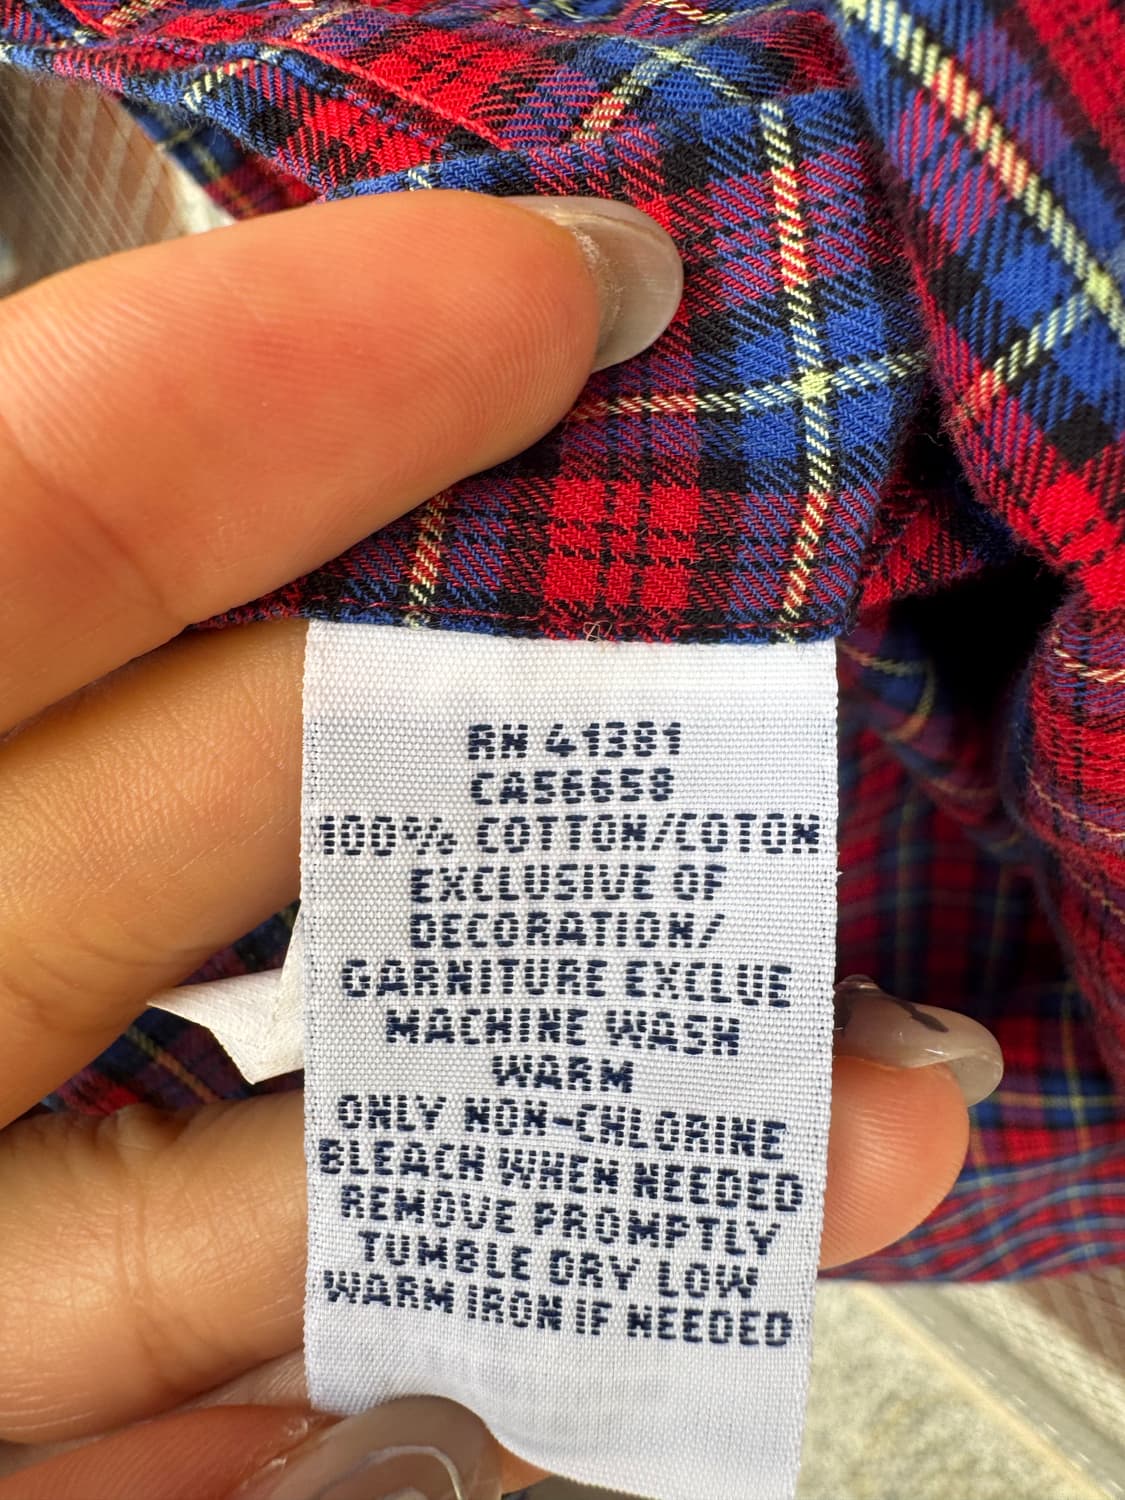 RN 41381
CA56658
100% COTTON/COTON
EXCLUSIVE OF
DECORATION/
GARNITURE EXCLUE
MACHINE WASH
WARM
ONLY NON-CHLORINE
BLEACH WHEN NEEDED
REMOVE PROMPTLY
TUMBLE DRY LOW
WARM IRON IF NEEDED